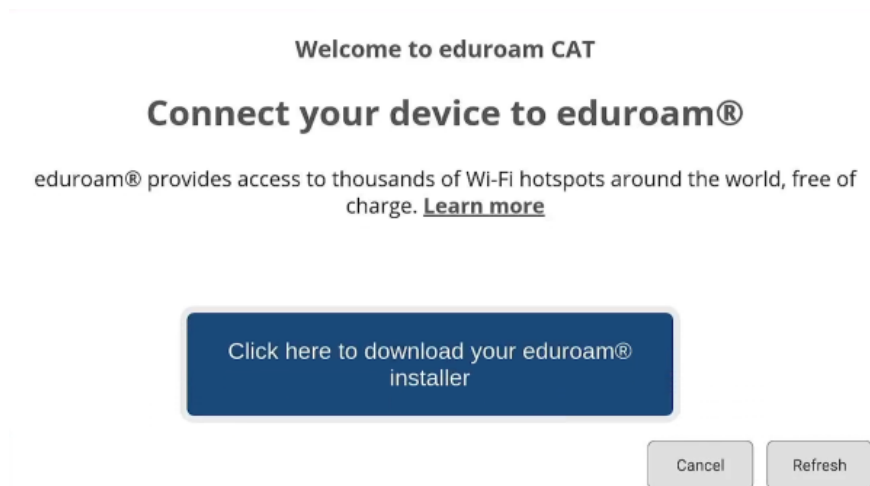 Welcome to eduroam CAT
Connect your device to eduroam®
eduroam® provides access to thousands of Wi-Fi hotspots around the world, free of
charge. Learn more
Click here to download your eduroam®
installer
Cancel
Refresh